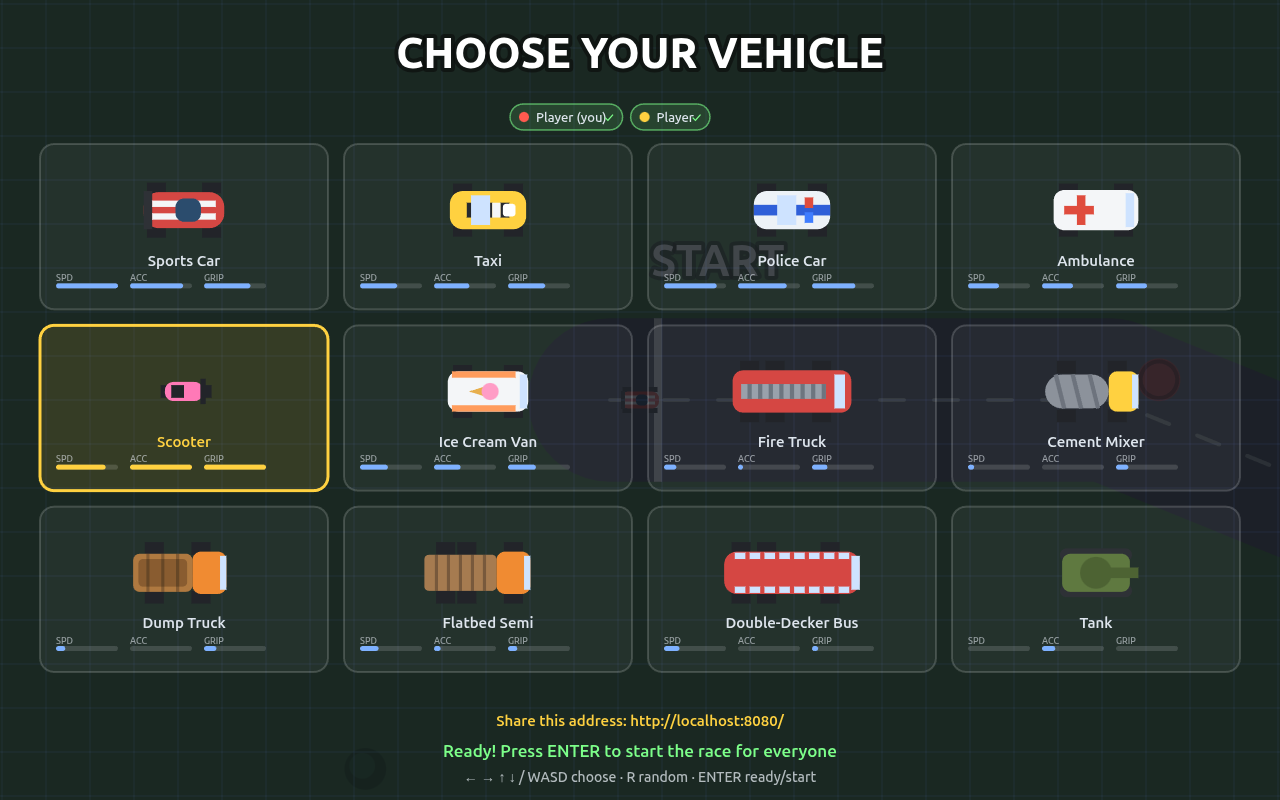 CHOOSE YOUR VEHICLE
Player (you)✓ Player✓
START
Sports Car Taxi Police Car Ambulance
SPD ACC GRIP SPD ACC GRIP SPD ACC GRIP SPD ACC GRIP
Scooter Ice Cream Van Fire Truck Cement Mixer
SPD ACC GRIP SPD ACC GRIP SPD ACC GRIP SPD ACC GRIP
Dump Truck Flatbed Semi Double-Decker Bus Tank
SPD ACC GRIP SPD ACC GRIP SPD ACC GRIP SPD ACC GRIP
Share this address: http://localhost:8080/
Ready! Press ENTER to start the race for everyone
← → ↑ ↓ / WASD choose · R random · ENTER ready/start